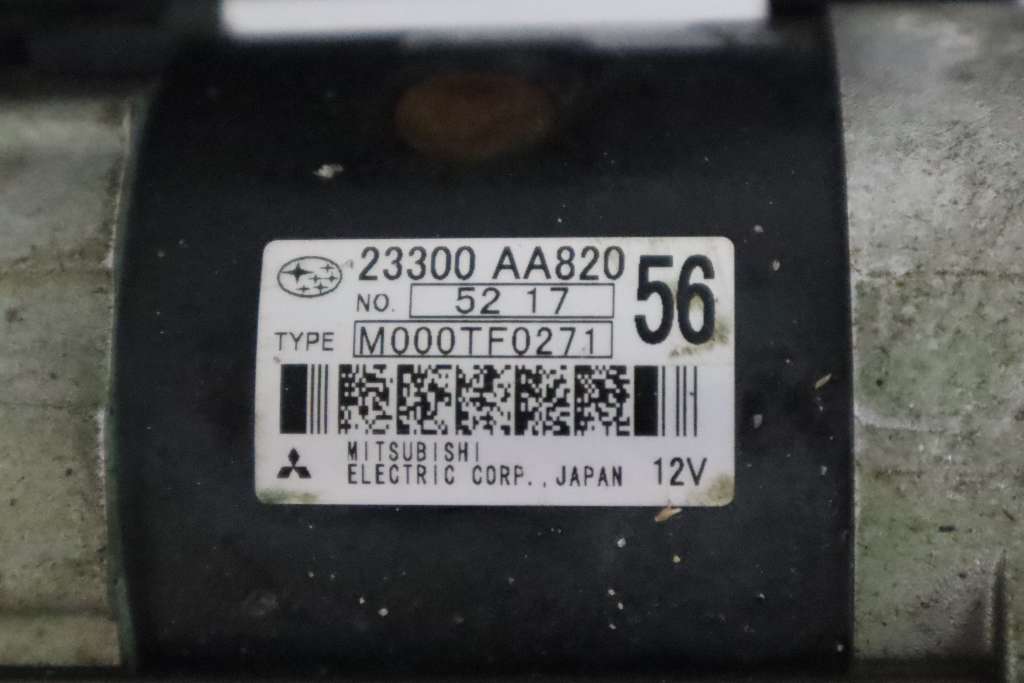 23300 AA820
56
NO. 52 17
TYPE M000TF0271
MITSUBISHI
ELECTRIC CORP., JAPAN 12V